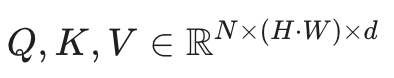 Q, K, V ∈ ℝ^{N×(H·W)×d}